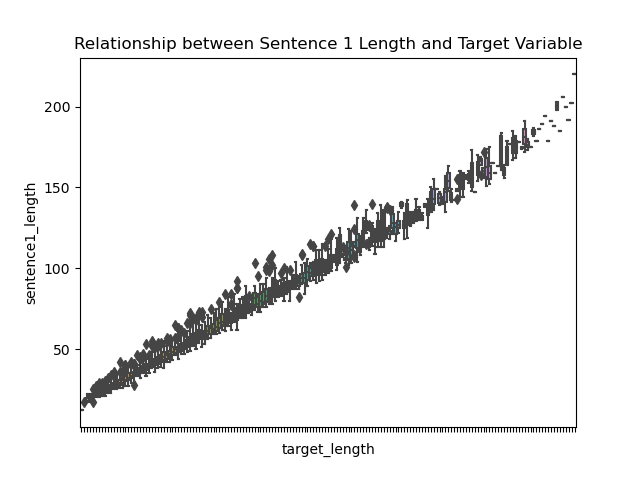 Relationship between Sentence 1 Length and Target Variable
200
150
100
50
sentence1_length
target_length